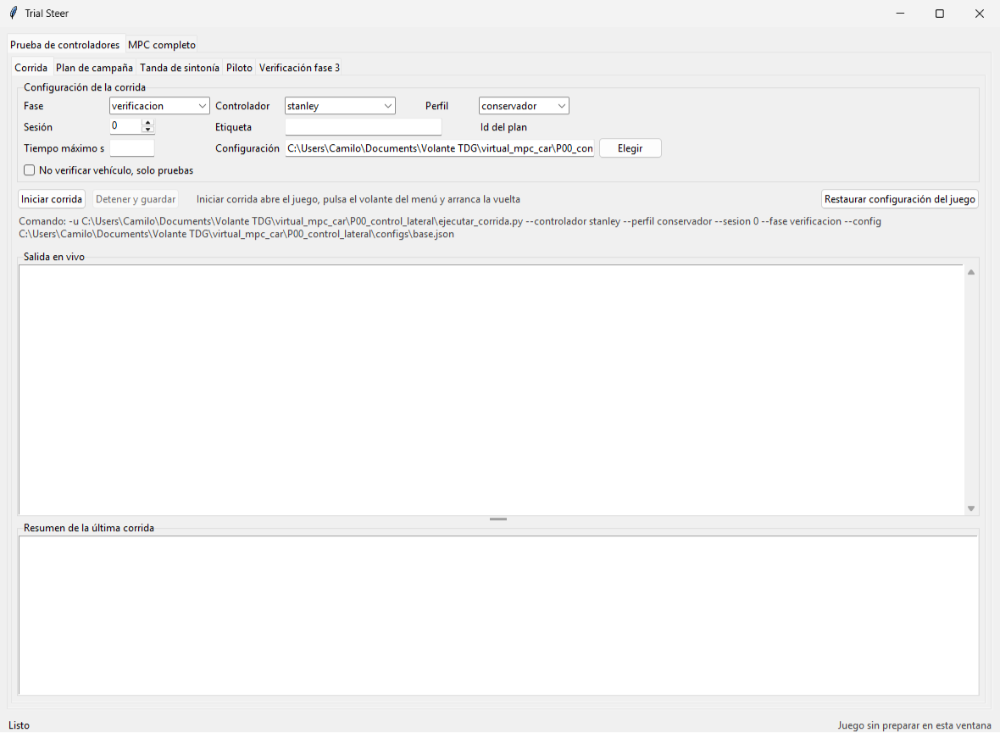 Trial Steer
Prueba de controladores MPC completo
Corrida Plan de campaña Tanda de sintonía Piloto Verificación fase 3
Configuración de la corrida
Fase verificacion Controlador stanley Perfil conservador
Sesión 0 Etiqueta Id del plan
Tiempo máximo s Configuración C:\Users\Camilo\Documents\Volante TDG\virtual_mpc_car\P00_con Elegir
No verificar vehículo, solo pruebas
Iniciar corrida Detener y guardar Iniciar corrida abre el juego, pulsa el volante del menú y arranca la vuelta Restaurar configuración del juego
Comando: -u C:\Users\Camilo\Documents\Volante TDG\virtual_mpc_car\P00_control_lateral\ejecutar_corrida.py --controlador stanley --perfil conservador --sesion 0 --fase verificacion --config
C:\Users\Camilo\Documents\Volante TDG\virtual_mpc_car\P00_control_lateral\configs\base.json
Salida en vivo
Resumen de la última corrida
Listo Juego sin preparar en esta ventana